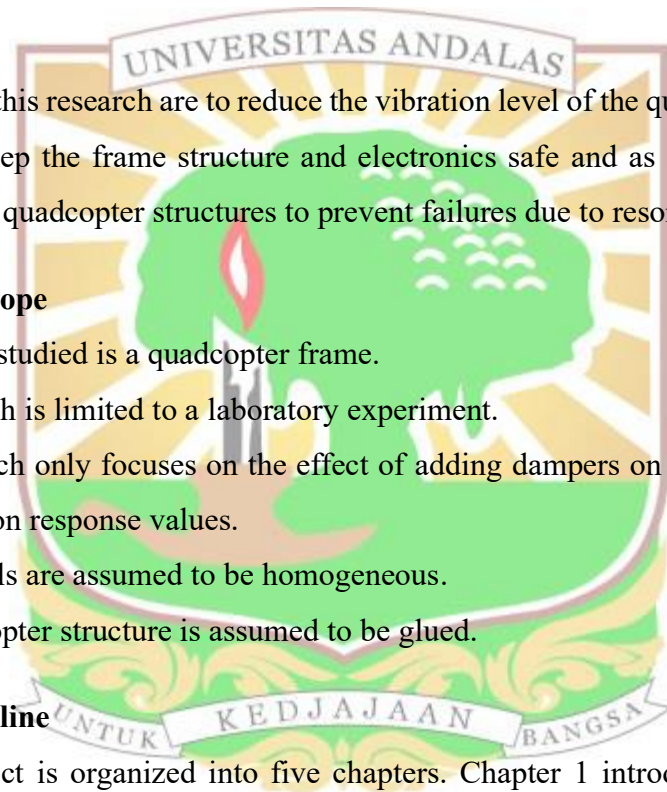 UNIVERSITAS ANDALAS
this research are to reduce the vibration level of the qu
ep the frame structure and electronics safe and as
quadcopter structures to prevent failures due to reso
ope
studied is a quadcopter frame.
h is limited to a laboratory experiment.
ch only focuses on the effect of adding dampers on
on response values.
ls are assumed to be homogeneous.
opter structure is assumed to be glued.
line
UNTUK KEDJAJAAN BANGSA
ct is organized into five chapters. Chapter 1 introd